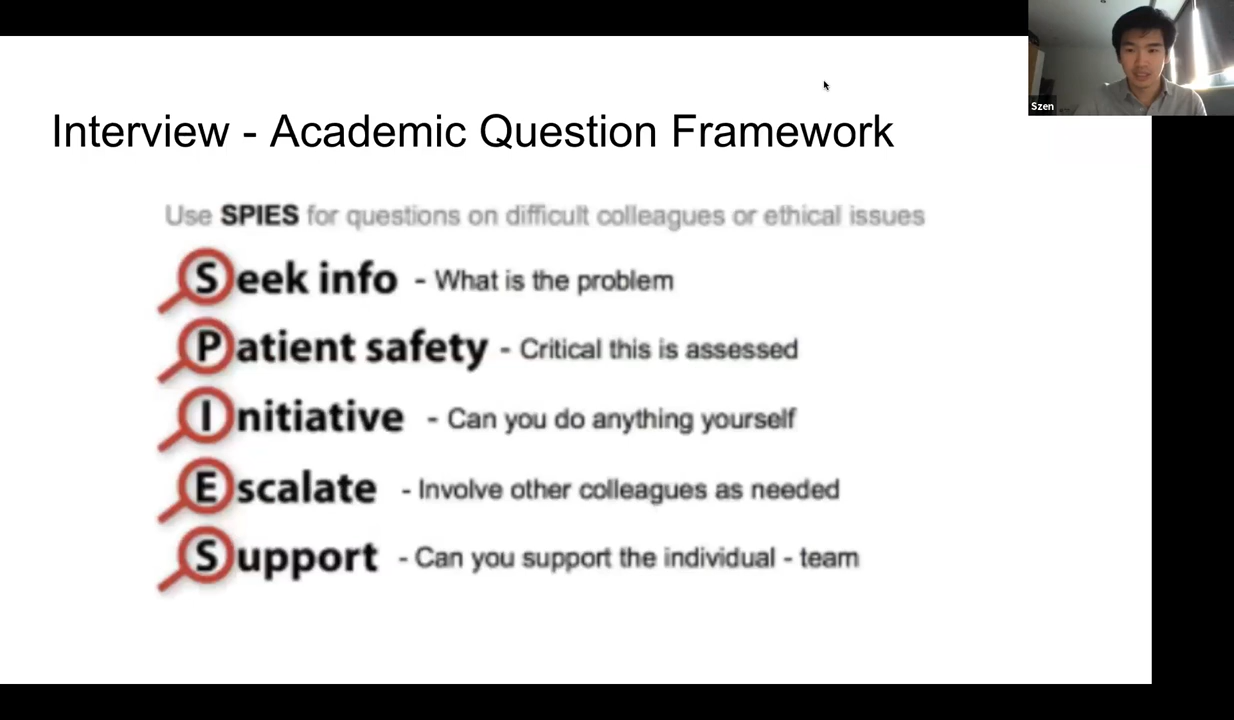 Szen
Interview - Academic Question Framework
Use SPIES for questions on difficult colleagues or ethical issues
Seek info - What is the problem
Patient safety - Critical this is assessed
Initiative - Can you do anything yourself
Escalate - Involve other colleagues as needed
Support - Can you support the individual - team